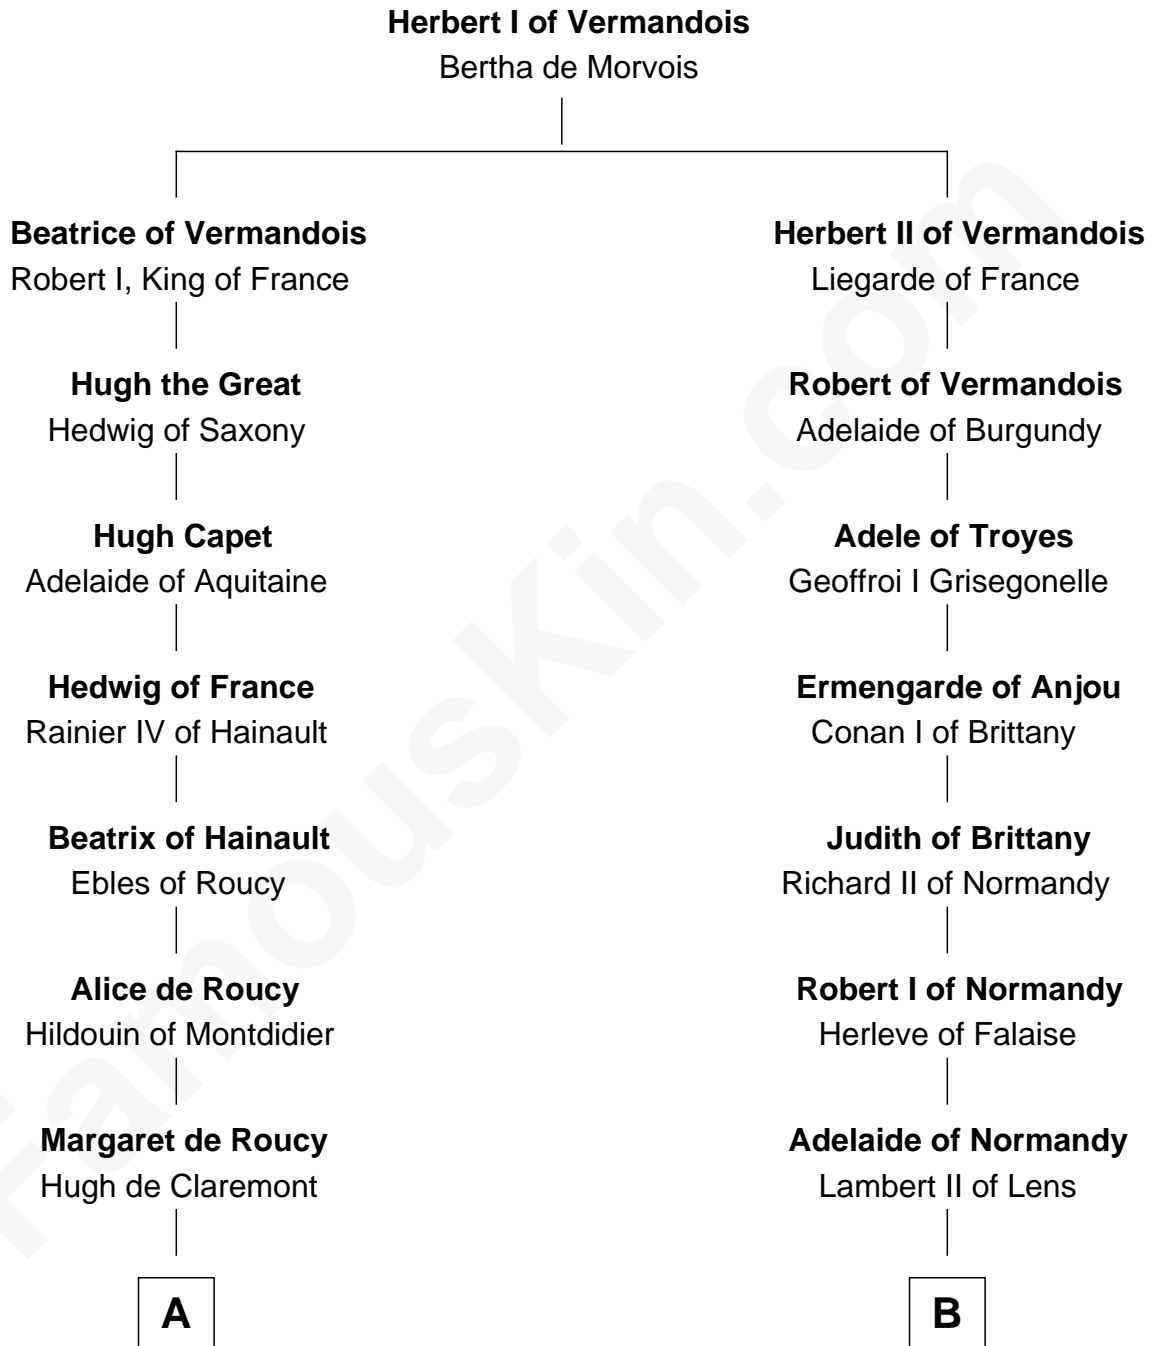 Herbert I of Vermandois
Bertha de Morvois
Beatrice of Vermandois
Robert I, King of France
Herbert II of Vermandois
Liegarde of France
Hugh the Great
Hedwig of Saxony
Robert of Vermandois
Adelaide of Burgundy
Hugh Capet
Adelaide of Aquitaine
Adele of Troyes
Geoffroi I Grisegonelle
Hedwig of France
Rainier IV of Hainault
Ermengarde of Anjou
Conan I of Brittany
Beatrix of Hainault
Ebles of Roucy
Judith of Brittany
Richard II of Normandy
Alice de Roucy
Hildouin of Montdidier
Robert I of Normandy
Herleve of Falaise
Margaret de Roucy
Hugh de Claremont
Adelaide of Normandy
Lambert II of Lens
A
B
FamousKin.com